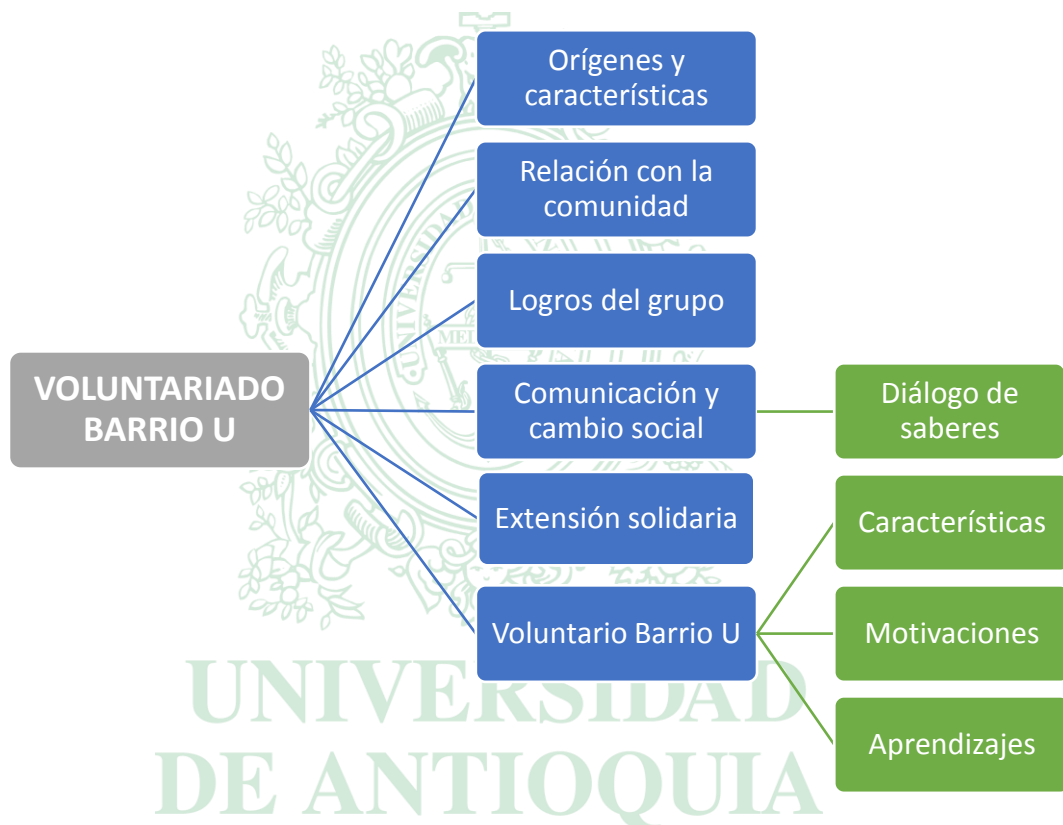 Orígenes y
características
Relación con la
comunidad
Logros del grupo
VOLUNTARIADO
BARRIO U
Comunicación y
cambio social
Diálogo de
saberes
Extensión solidaria
Características
Voluntario Barrio U
Motivaciones
Aprendizajes
UNIVERSIDAD
DE ANTIOQUIA